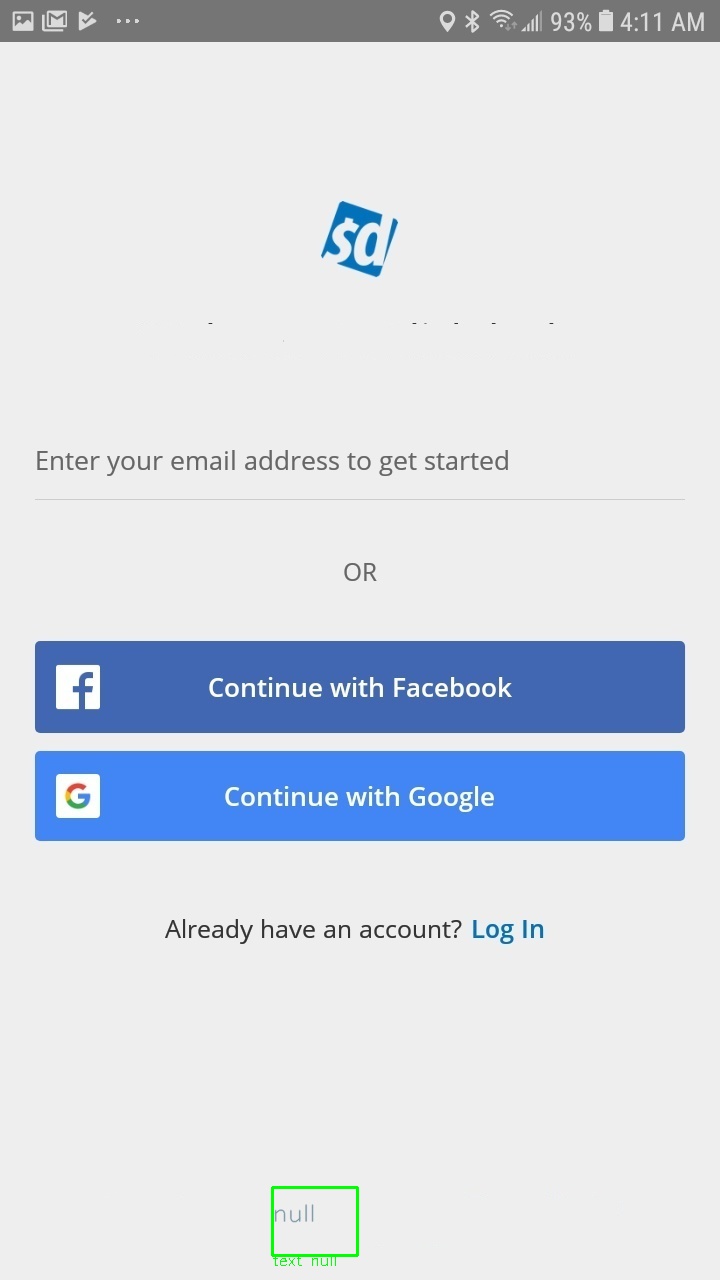 93% 4:11 AM
sd
Enter your email address to get started
OR
Continue with Facebook
Continue with Google
Already have an account? Log In
null
text null